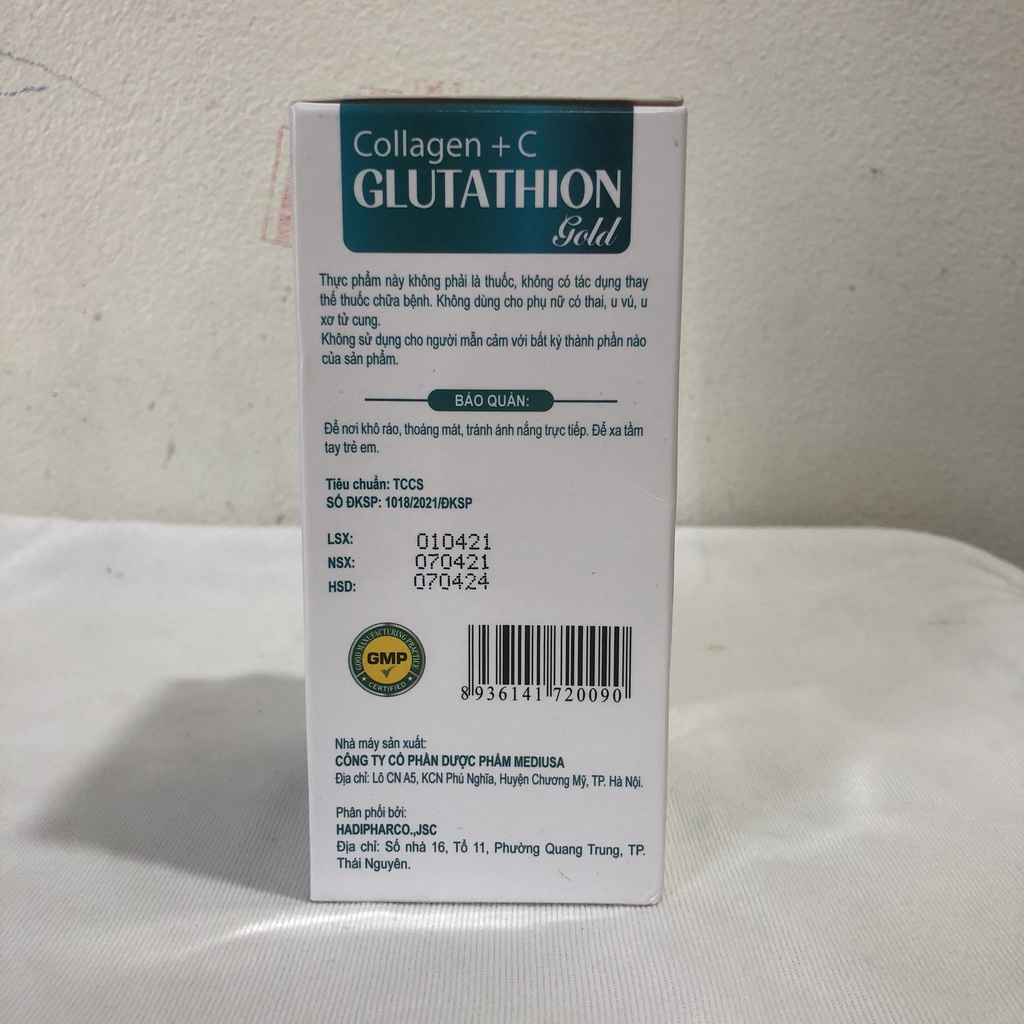 Collagen + C
GLUTATHION
Gold
Thực phẩm này không phải là thuốc, không có tác dụng thay
thế thuốc chữa bệnh. Không dùng cho phụ nữ có thai, u vú, u
xơ tử cung.
Không sử dụng cho người mẫn cảm với bất kỳ thành phần nào
của sản phẩm.
BẢO QUẢN:
Để nơi khô ráo, thoáng mát, tránh ánh nắng trực tiếp. Để xa tầm
tay trẻ em.
Tiêu chuẩn: TCCS
SỐ ĐKSP: 1018/2021/ĐKSP
LSX: 010421
NSX: 070421
HSD: 070424
GOOD MANUFACTURING PRACTICE
GMP
CERTIFIED
8 936141 720090
Nhà máy sản xuất:
CÔNG TY CỔ PHẦN DƯỢC PHẨM MEDIUSA
Địa chỉ: Lô CN A5, KCN Phú Nghĩa, Huyện Chương Mỹ, TP. Hà Nội.
Phân phối bởi:
HADIPHARCO.,JSC
Địa chỉ: Số nhà 16, Tổ 11, Phường Quang Trung, TP.
Thái Nguyên.